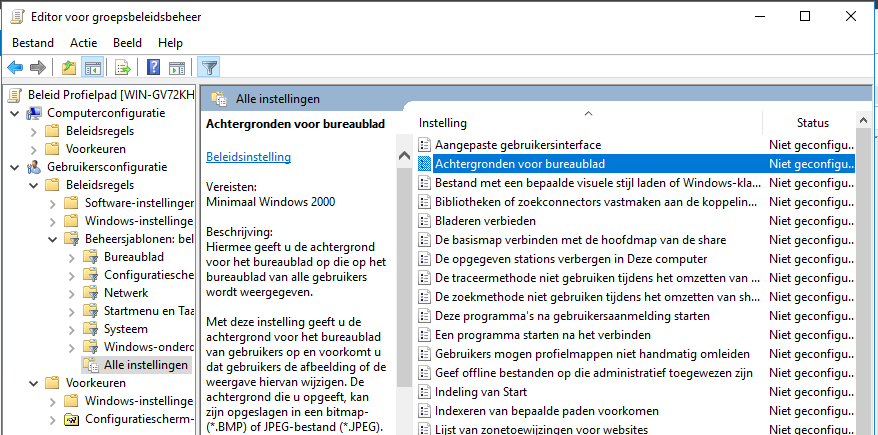 Editor voor groepsbeleidsbeheer
Bestand Actie Beeld Help
Beleid Profielpad [WIN-GV72KH
Computerconfiguratie
Beleidsregels
Voorkeuren
Gebruikersconfiguratie
Beleidsregels
Software-instellingen
Windows-instellinge
Beheersjablonen: bel
Bureaublad
Configuratiesche
Netwerk
Startmenu en Taa
Systeem
Windows-onderd
Alle instellingen
Voorkeuren
Windows-instellinge
Configuratiescherm-
Alle instellingen
Achtergronden voor bureaublad
Beleidsinstelling
Vereisten:
Minimaal Windows 2000
Beschrijving:
Hiermee geeft u de achtergrond
voor het bureaublad op die op het
bureaublad van alle gebruikers
wordt weergegeven.
Met deze instelling geeft u de
achtergrond voor het bureaublad
van gebruikers op en voorkomt u
dat gebruikers de afbeelding of de
weergave hiervan wijzigen. De
achtergrond die u opgeeft, kan
zijn opgeslagen in een bitmap-
(*.BMP) of JPEG-bestand (*.JPEG).
Instelling Status
Aangepaste gebruikersinterface Niet geconfigu...
Achtergronden voor bureaublad Niet geconfigu...
Bestand met een bepaalde visuele stijl laden of Windows-kla... Niet geconfigu...
Bibliotheken of zoekconnectors vastmaken aan de koppelin... Niet geconfigu...
Bladeren verbieden Niet geconfigu...
De basismap verbinden met de hoofdmap van de share Niet geconfigu...
De opgegeven stations verbergen in Deze computer Niet geconfigu...
De traceermethode niet gebruiken tijdens het omzetten van ... Niet geconfigu...
De zoekmethode niet gebruiken tijdens het omzetten van sh... Niet geconfigu...
Deze programma's na gebruikersaanmelding starten Niet geconfigu...
Een programma starten na het verbinden Niet geconfigu...
Gebruikers mogen profielmappen niet handmatig omleiden Niet geconfigu...
Geef offline bestanden op die administratief toegewezen zijn Niet geconfigu...
Indeling van Start Niet geconfigu...
Indexeren van bepaalde paden voorkomen Niet geconfigu...
Lijst van zonetoewijzingen voor websites Niet geconfigu...